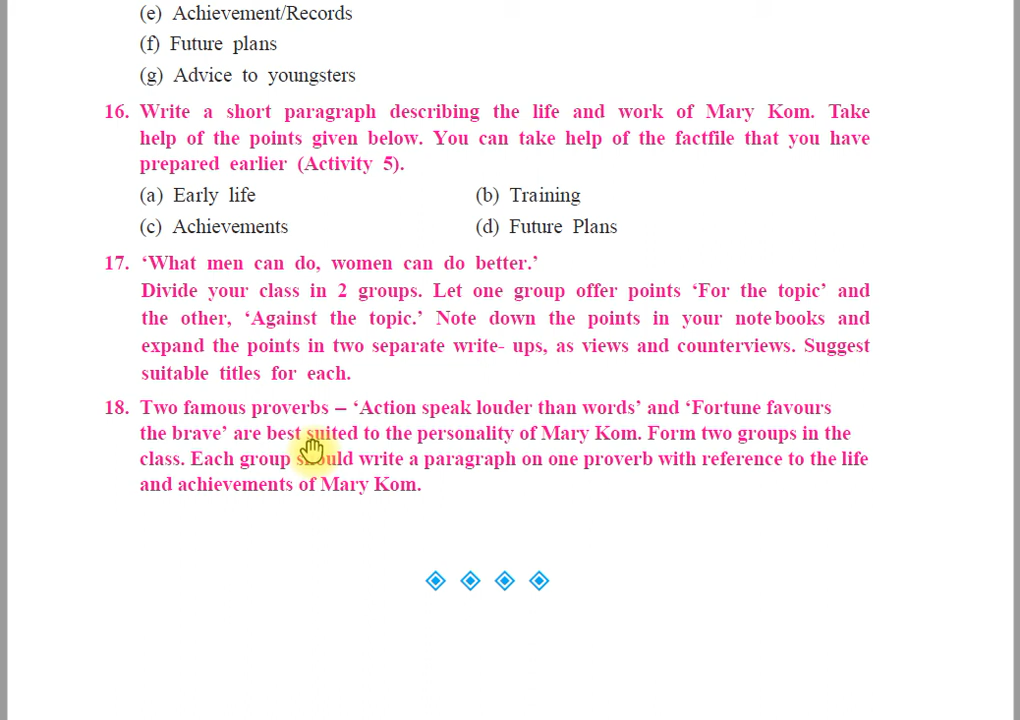 (e) Achievement/Records
(f) Future plans
(g) Advice to youngsters
16. Write a short paragraph describing the life and work of Mary Kom. Take
help of the points given below. You can take help of the factfile that you have
prepared earlier (Activity 5).
(a) Early life (b) Training
(c) Achievements (d) Future Plans
17. ‘What men can do, women can do better.’
Divide your class in 2 groups. Let one group offer points ‘For the topic’ and
the other, ‘Against the topic.’ Note down the points in your notebooks and
expand the points in two separate write- ups, as views and counterviews. Suggest
suitable titles for each.
18. Two famous proverbs – ‘Action speak louder than words’ and ‘Fortune favours
the brave’ are best suited to the personality of Mary Kom. Form two groups in the
class. Each group should write a paragraph on one proverb with reference to the life
and achievements of Mary Kom.